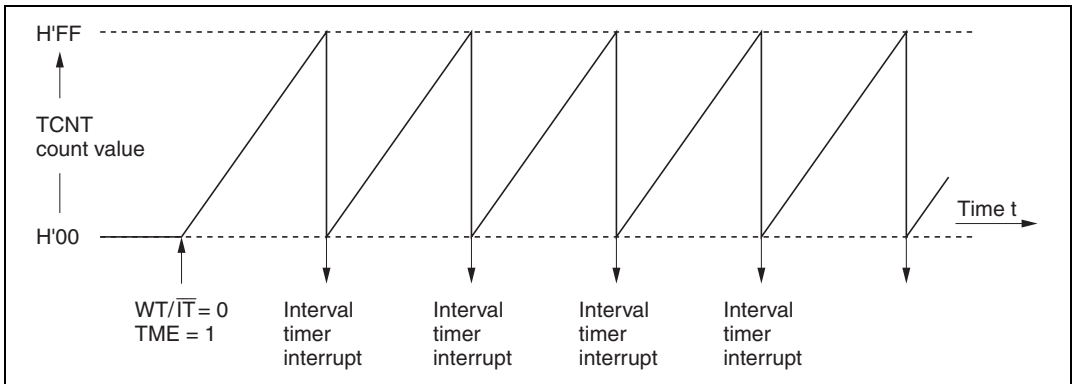 H'FF
TCNT
count value
H'00
Time t
WT/I̅T̅ = 0
TME = 1
Interval
timer
interrupt
Interval
timer
interrupt
Interval
timer
interrupt
Interval
timer
interrupt